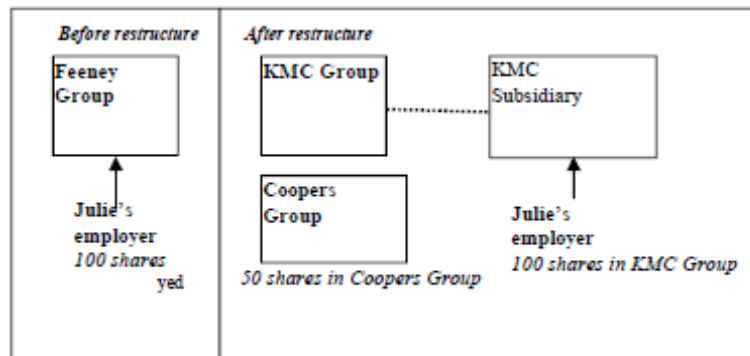 Before restructure
Feeney
Group
Julie's
employer
100 shares
yed
After restructure
KMC Group
KMC
Subsidiary
Coopers
Group
50 shares in Coopers Group
Julie's
employer
100 shares in KMC Group